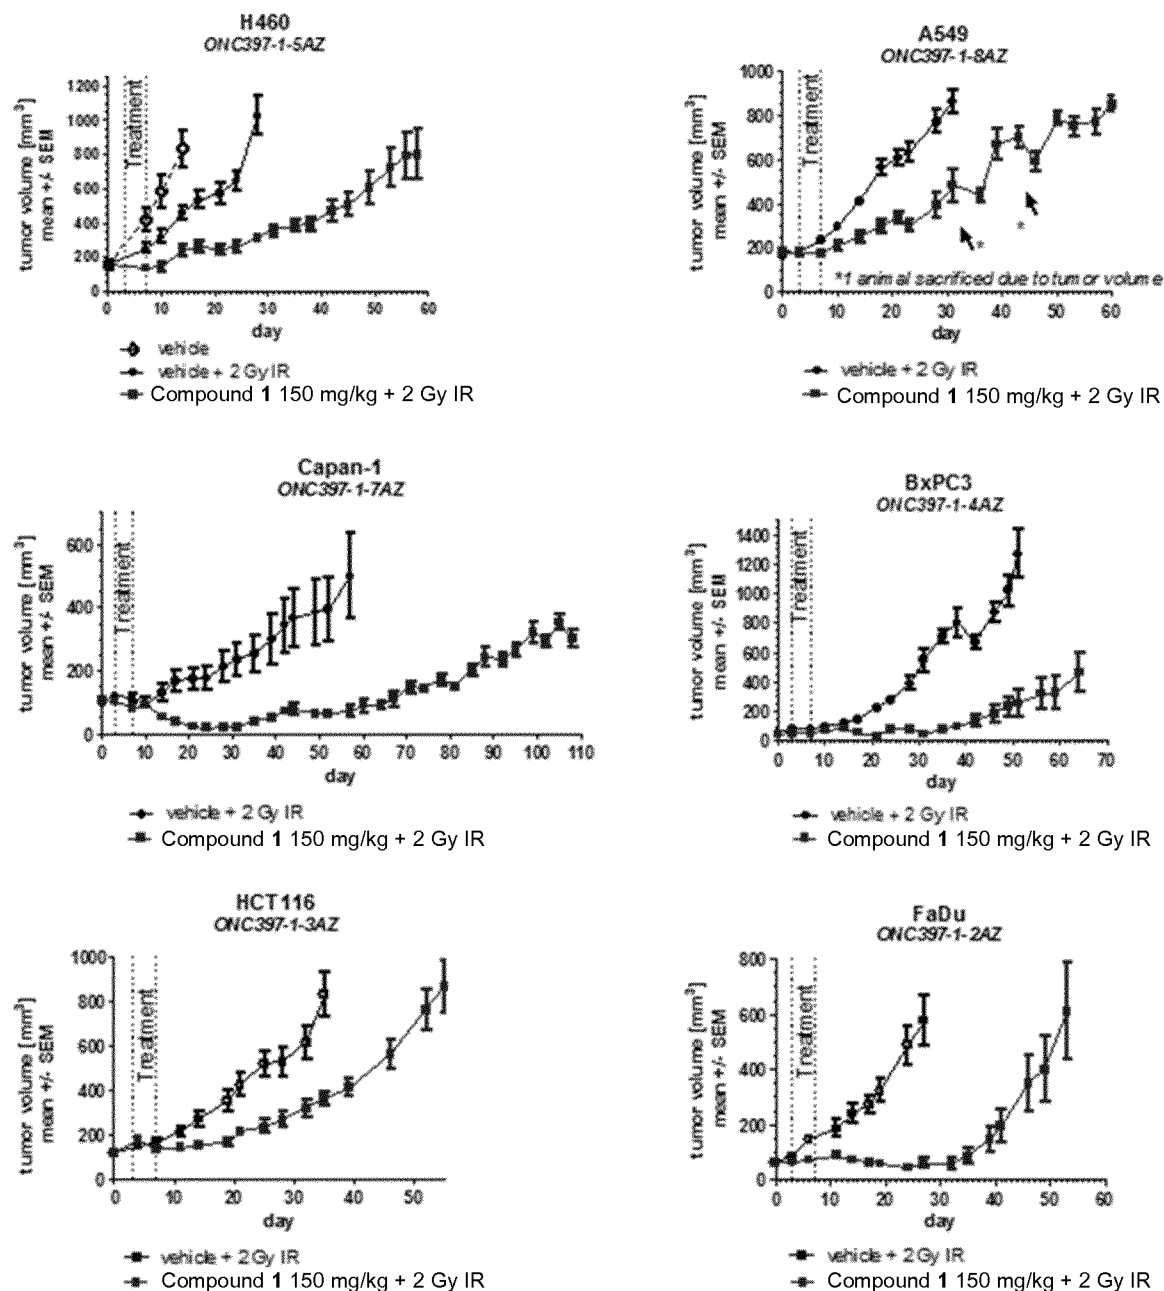 H460
ONC397-1-5AZ
tumor volume [mm³]
mean +/- SEM
Treatment
1200
1000
800
600
400
200
0
0 10 20 30 40 50 60
day
vehicle
vehicle + 2 Gy IR
Compound 1 150 mg/kg + 2 Gy IR
A549
ONC397-1-8AZ
tumor volume [mm³]
mean +/- SEM
Treatment
1000
800
600
400
200
0
*
*
*1 animal sacrificed due to tumor volume
0 10 20 30 40 50 60
day
vehicle + 2 Gy IR
Compound 1 150 mg/kg + 2 Gy IR
Capan-1
ONC397-1-7AZ
tumor volume [mm³]
mean +/- SEM
Treatment
600
400
200
0
0 10 20 30 40 50 60 70 80 90 100 110
day
vehicle + 2 Gy IR
Compound 1 150 mg/kg + 2 Gy IR
BxPC3
ONC397-1-4AZ
tumor volume [mm³]
mean +/- SEM
Treatment
1400
1200
1000
800
600
400
200
0
0 10 20 30 40 50 60 70
day
vehicle + 2 Gy IR
Compound 1 150 mg/kg + 2 Gy IR
HCT116
ONC397-1-3AZ
tumor volume [mm³]
mean +/- SEM
Treatment
1000
800
600
400
200
0
0 10 20 30 40 50
day
vehicle + 2 Gy IR
Compound 1 150 mg/kg + 2 Gy IR
FaDu
ONC397-1-2AZ
tumor volume [mm³]
mean +/- SEM
Treatment
800
600
400
200
0
0 10 20 30 40 50 60
day
vehicle + 2 Gy IR
Compound 1 150 mg/kg + 2 Gy IR